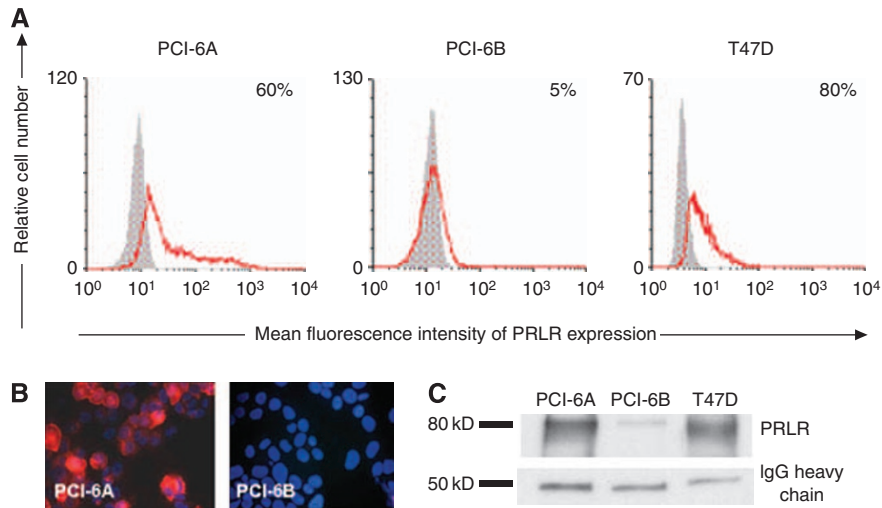 A
PCI-6A
PCI-6B
T47D
Relative cell number
120
60%
0
10⁰ 10¹ 10² 10³ 10⁴
130
5%
0
10⁰ 10¹ 10² 10³ 10⁴
70
80%
0
10⁰ 10¹ 10² 10³ 10⁴
Mean fluorescence intensity of PRLR expression
B
PCI-6A
PCI-6B
C
PCI-6A PCI-6B T47D
80 kD
PRLR
50 kD
IgG heavy
chain